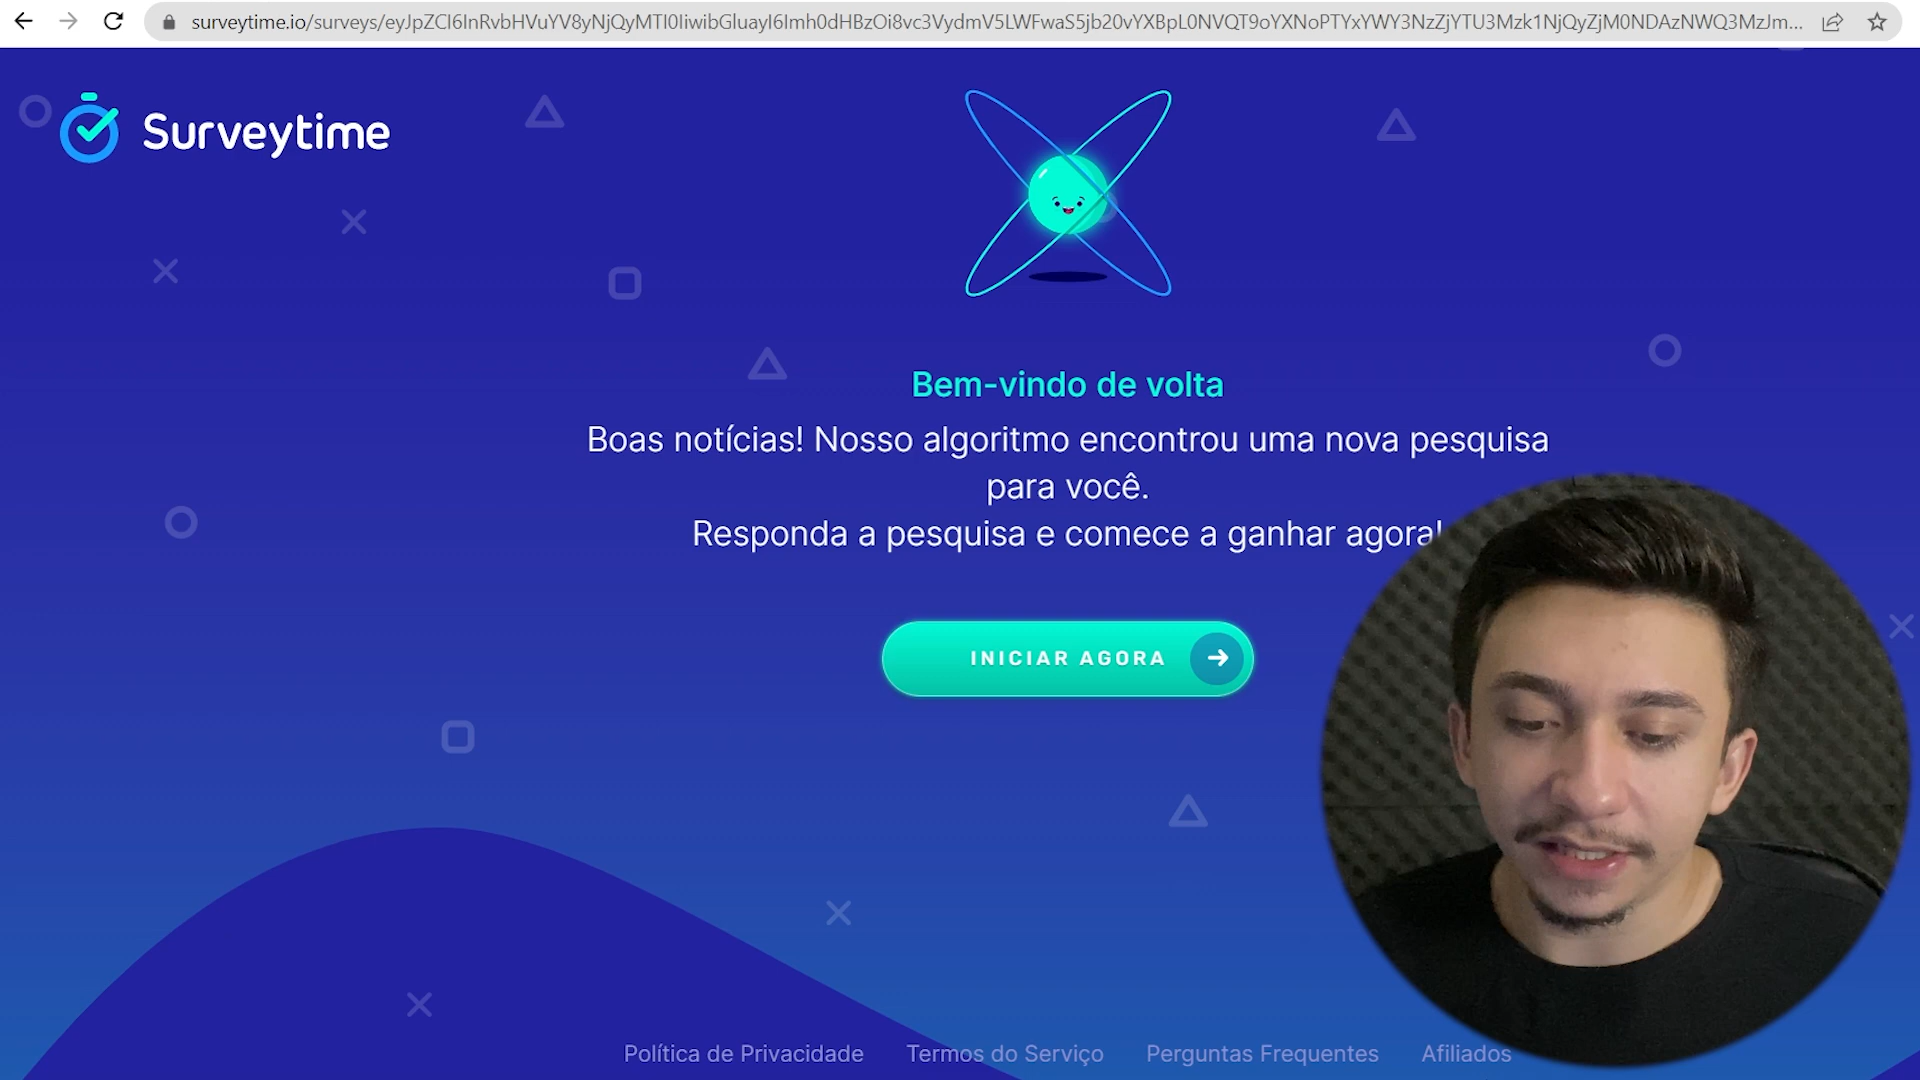 surveytime.io/surveys/eyJpZCI6InRvbHVuYV8yNjQyMTI0IiwibGluayI6Imh0dHBzOi8vc3VydmV5LWFwaS5jb20vYXBpL0NVQT9oYXNoPTYxYWY3NzZjYTU3Mzk1NjQyZjM0NDAzNWQ3MzJm...
Surveytime
Bem-vindo de volta
Boas notícias! Nosso algoritmo encontrou uma nova pesquisa
para você.
Responda a pesquisa e comece a ganhar agora!
INICIAR AGORA
Política de Privacidade
Termos do Serviço
Perguntas Frequentes
Afiliados